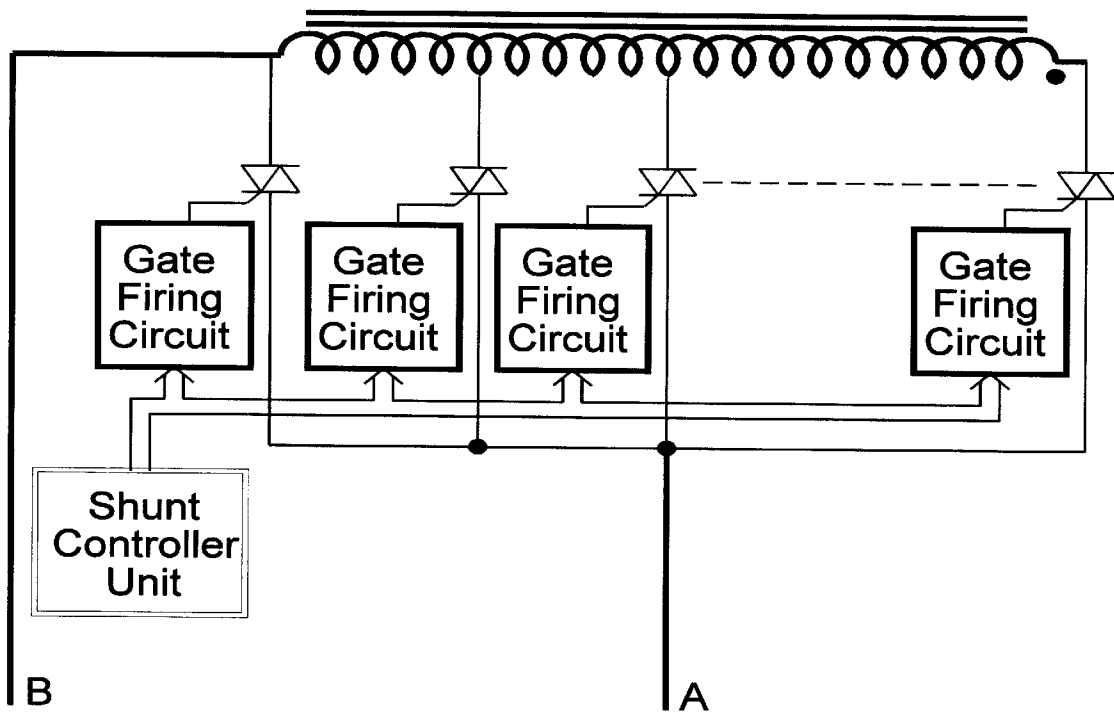 Gate
Firing
Circuit
Gate
Firing
Circuit
Gate
Firing
Circuit
Gate
Firing
Circuit
Shunt
Controller
Unit
B
A